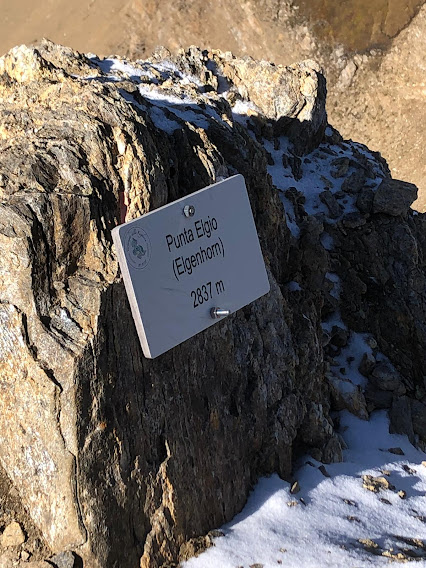 Punta Elgio
(Elgenhorn)
2837 m